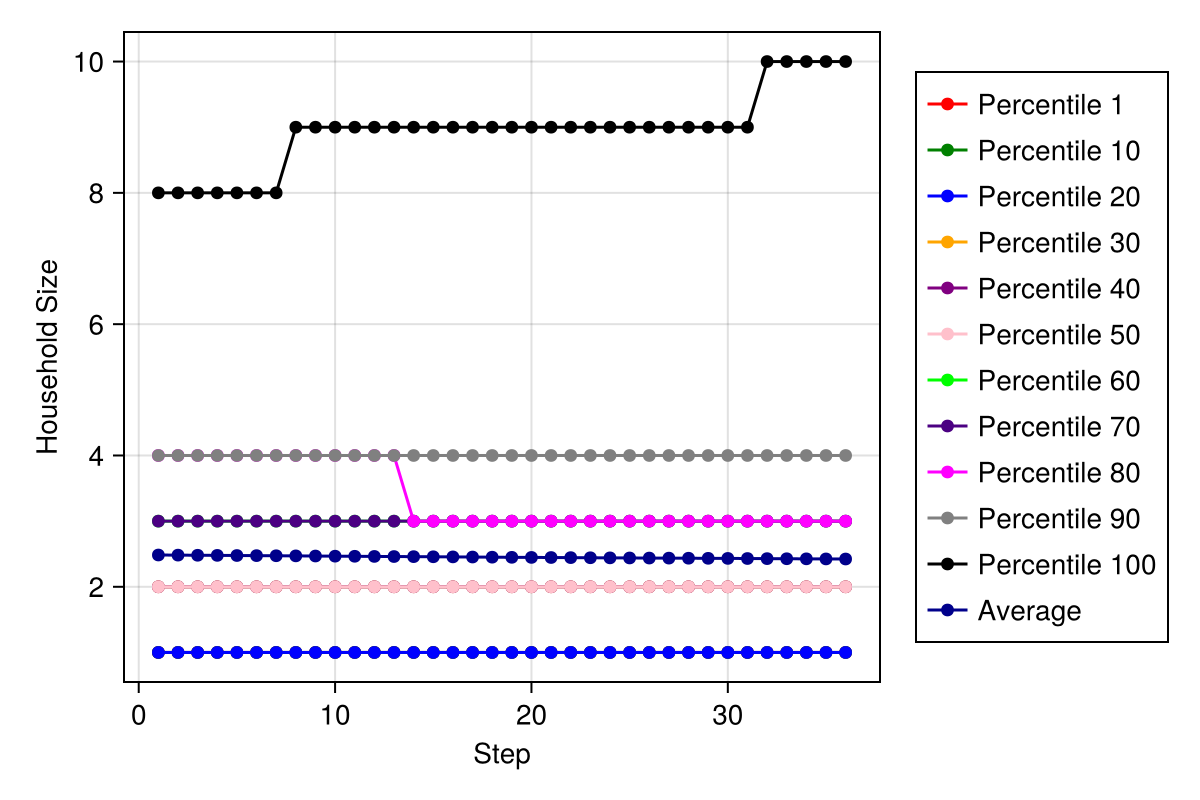 10
8
6
4
2
Household Size
0 10 20 30
Step
Percentile 1
Percentile 10
Percentile 20
Percentile 30
Percentile 40
Percentile 50
Percentile 60
Percentile 70
Percentile 80
Percentile 90
Percentile 100
Average